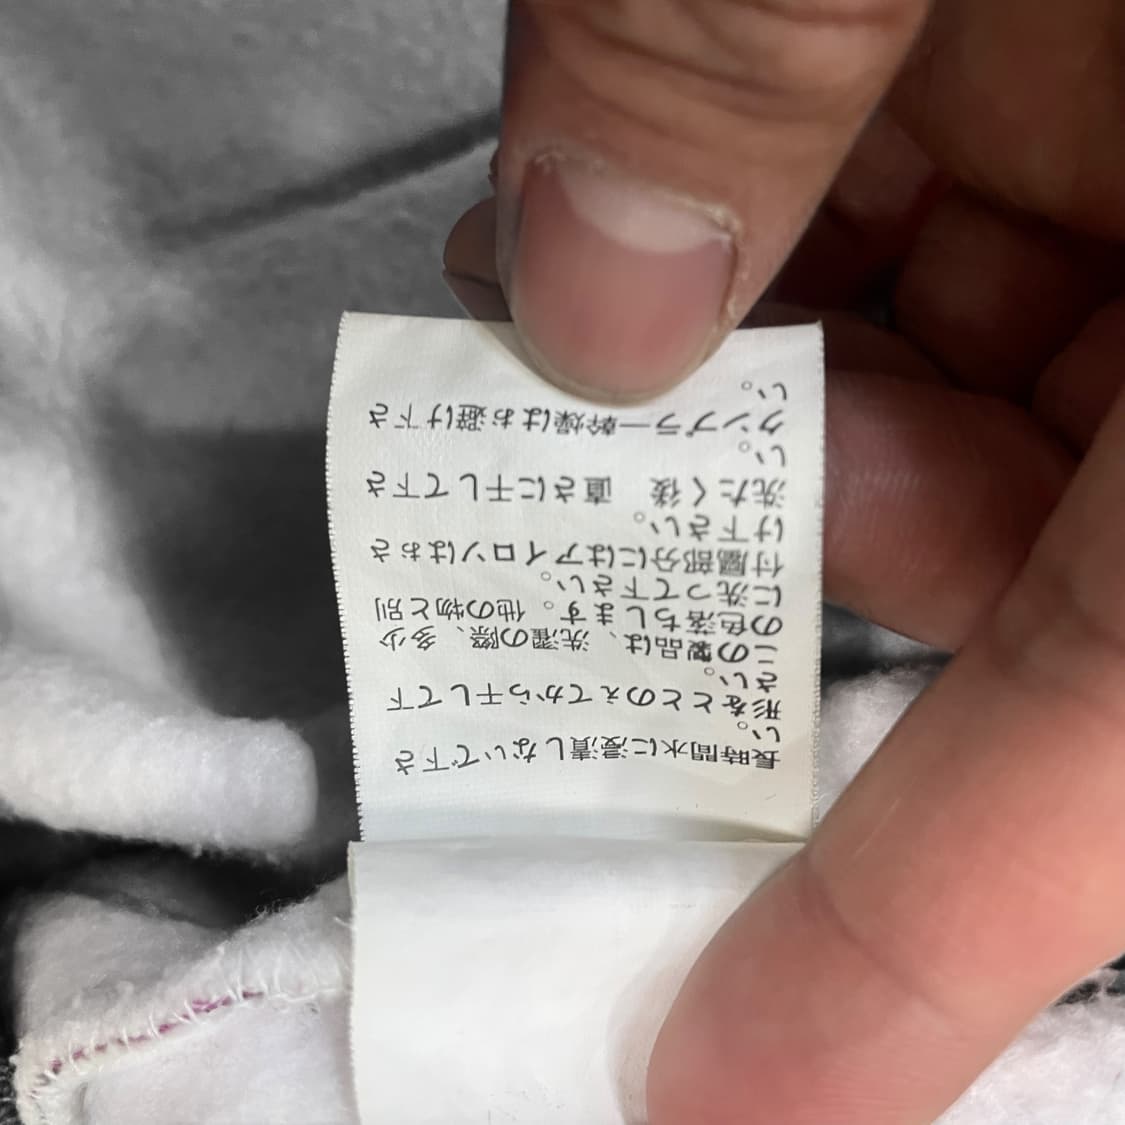 長時間水に浸漬しないで下さ
い。
形をととのえてから干して下
さい。
この製品は、洗濯の際、多少
の色落ちします。他の物と別
に洗って下さい。
付属部分にはアイロンはおさ
け下さい。
洗たく後　直さに干して下さ
い。
タンブラー幹燥はお避け下さ
い。